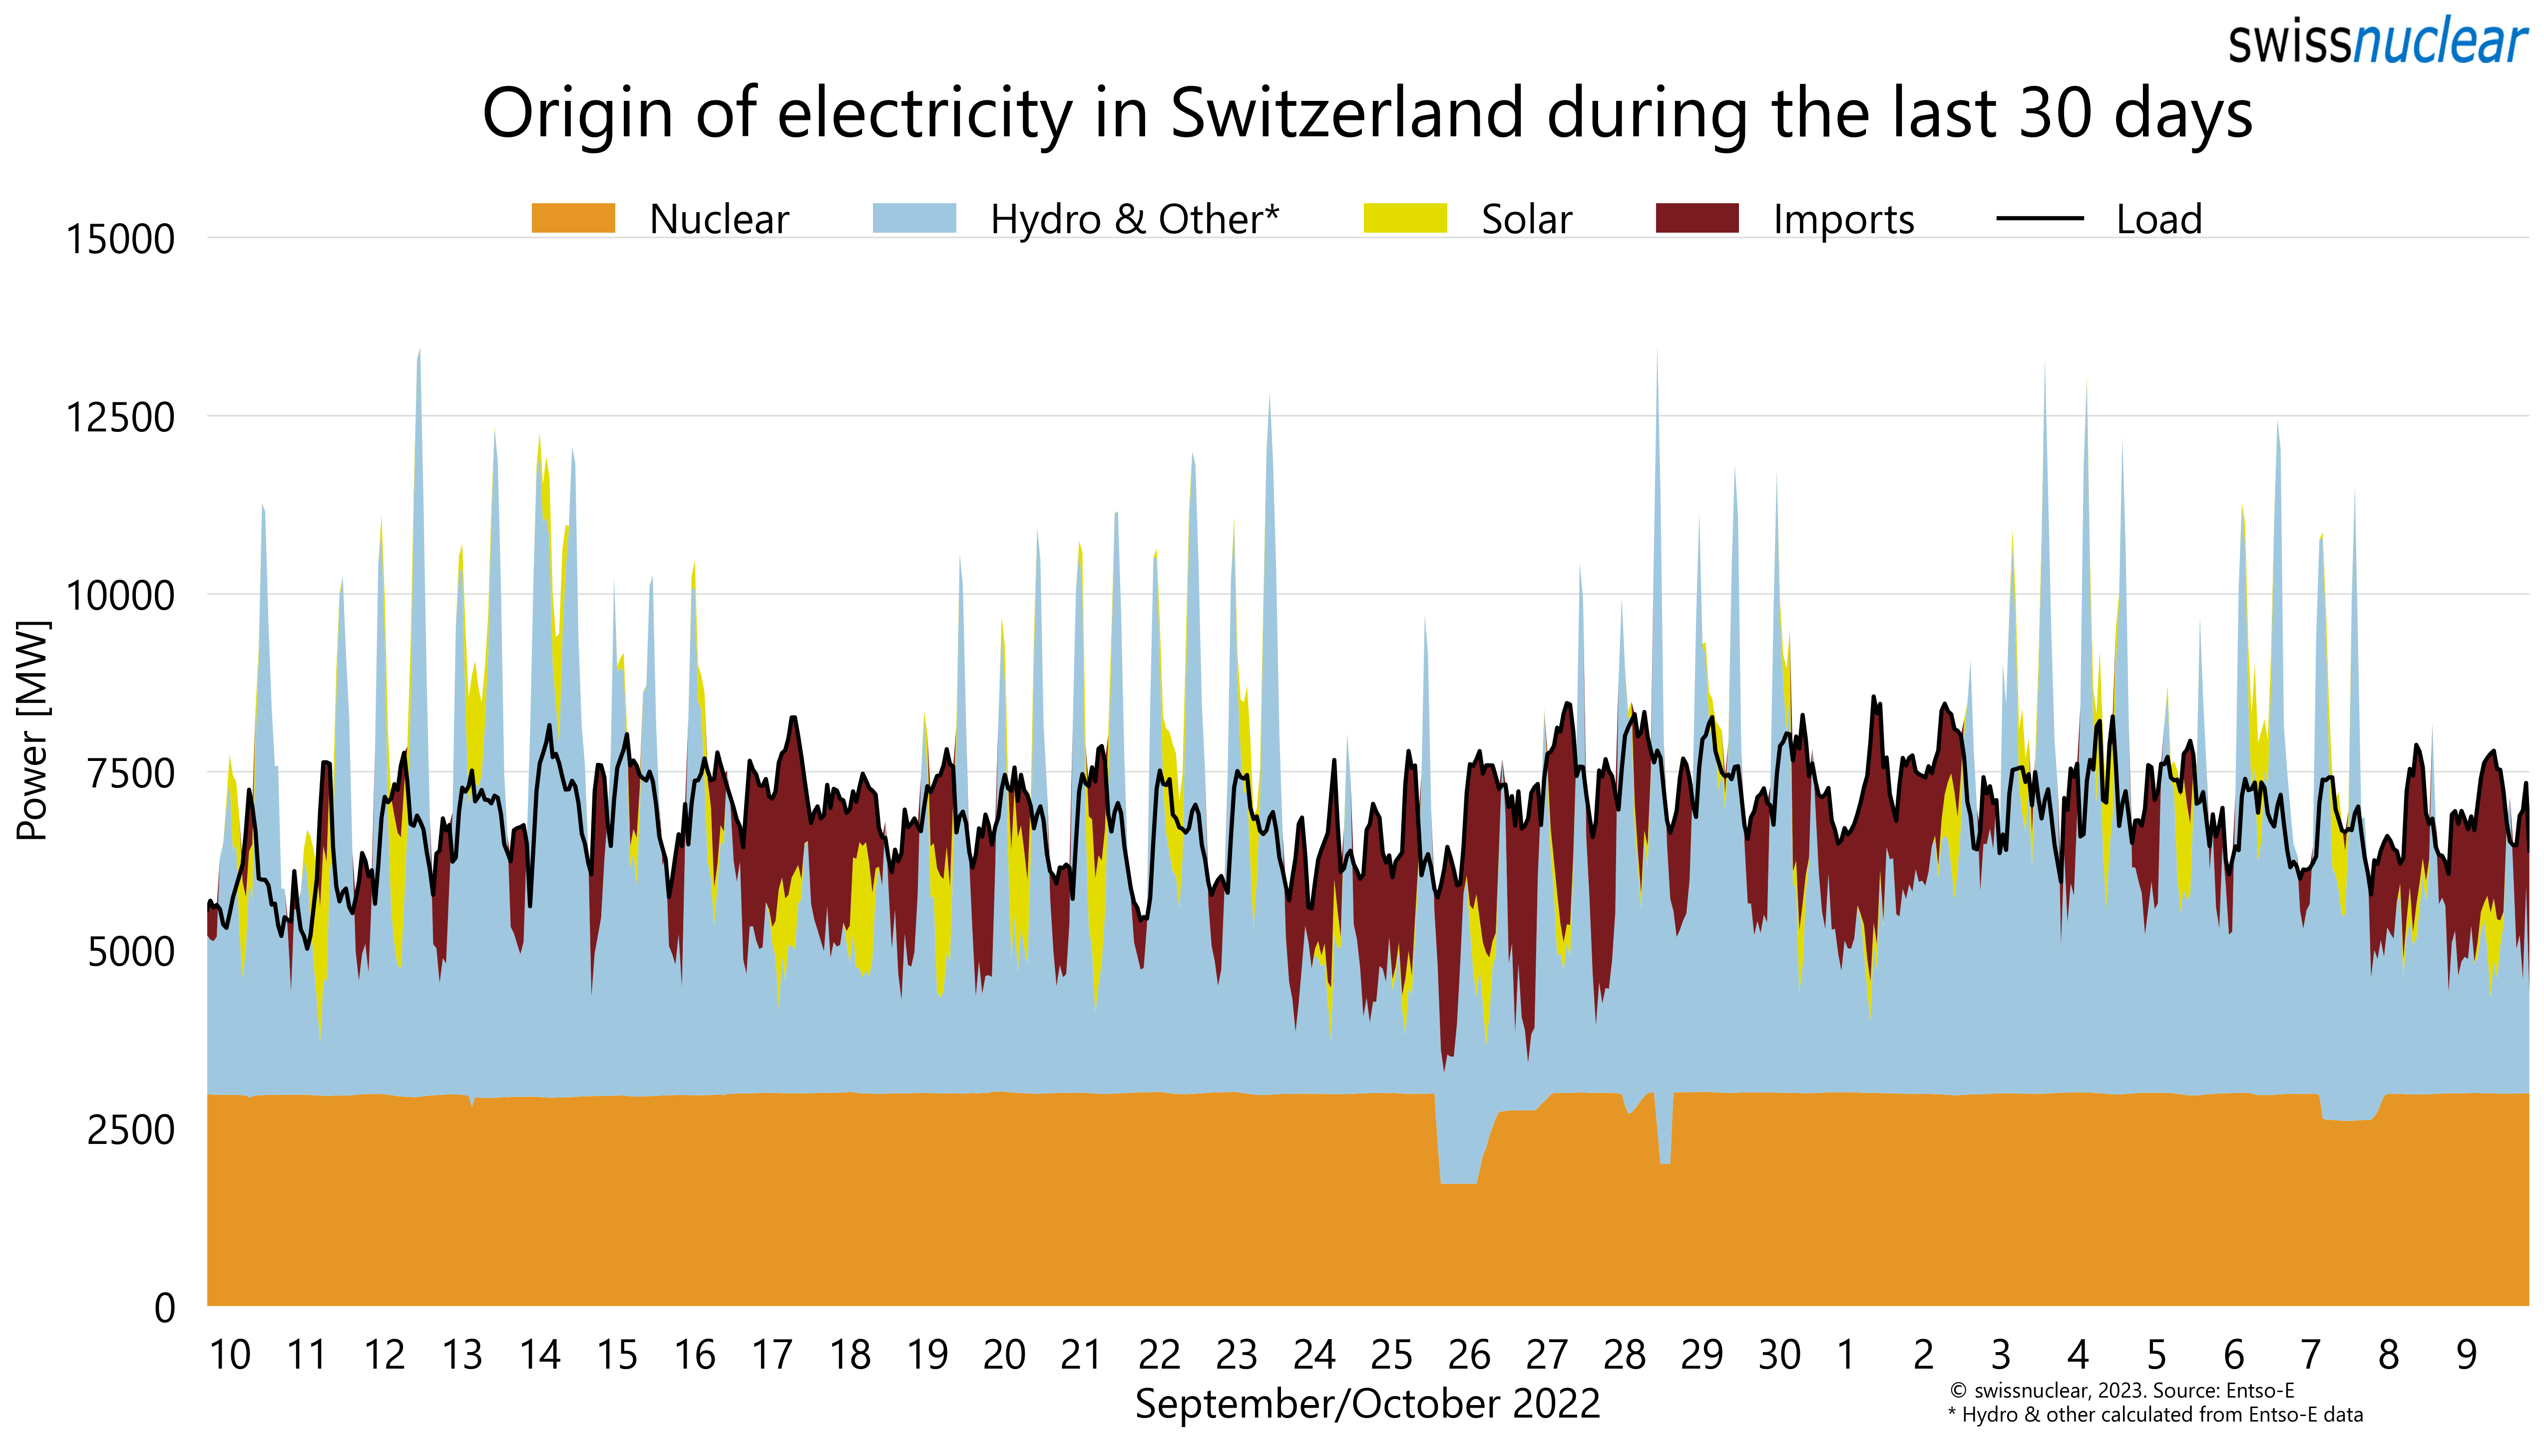 swissnuclear
Origin of electricity in Switzerland during the last 30 days
Nuclear Hydro & Other* Solar Imports Load
15000
12500
10000
7500
5000
2500
0
Power [MW]
10 11 12 13 14 15 16 17 18 19 20 21 22 23 24 25 26 27 28 29 30 1 2 3 4 5 6 7 8 9
September/October 2022
© swissnuclear, 2023. Source: Entso-E
* Hydro & other calculated from Entso-E data